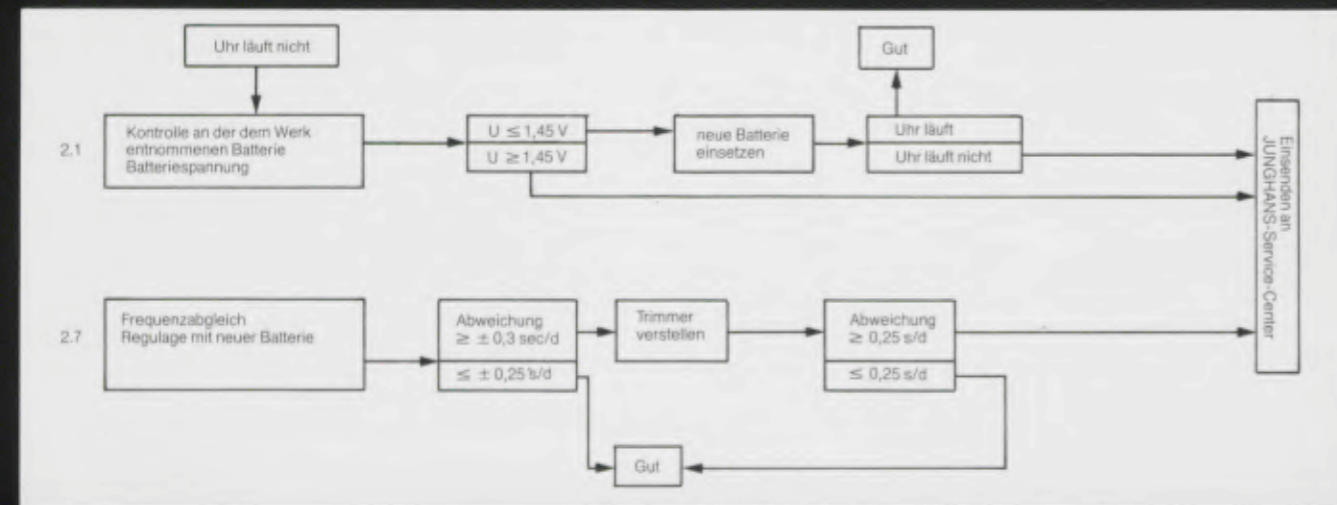 Uhr läuft nicht
Gut
2.1
Kontrolle an der dem Werk
entnommenen Batterie
Batteriespannung
U ≤ 1,45 V
U ≥ 1,45 V
neue Batterie
einsetzen
Uhr läuft
Uhr läuft nicht
Einsenden an
JUNGHANS-Service-Center
2.7
Frequenzabgleich
Regulage mit neuer Batterie
Abweichung
≥ ± 0,3 sec/d
≤ ± 0,25 s/d
Trimmer
verstellen
Abweichung
≥ 0,25 s/d
≤ 0,25 s/d
Gut